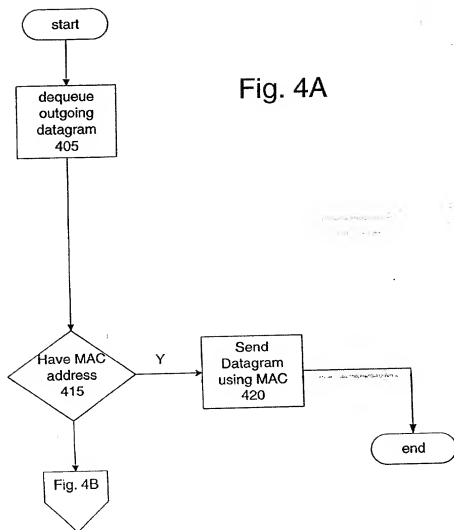 start
Fig. 4A
dequeue
outgoing
datagram
405
Have MAC
address
415
Y
Send
Datagram
using MAC
420
end
Fig. 4B